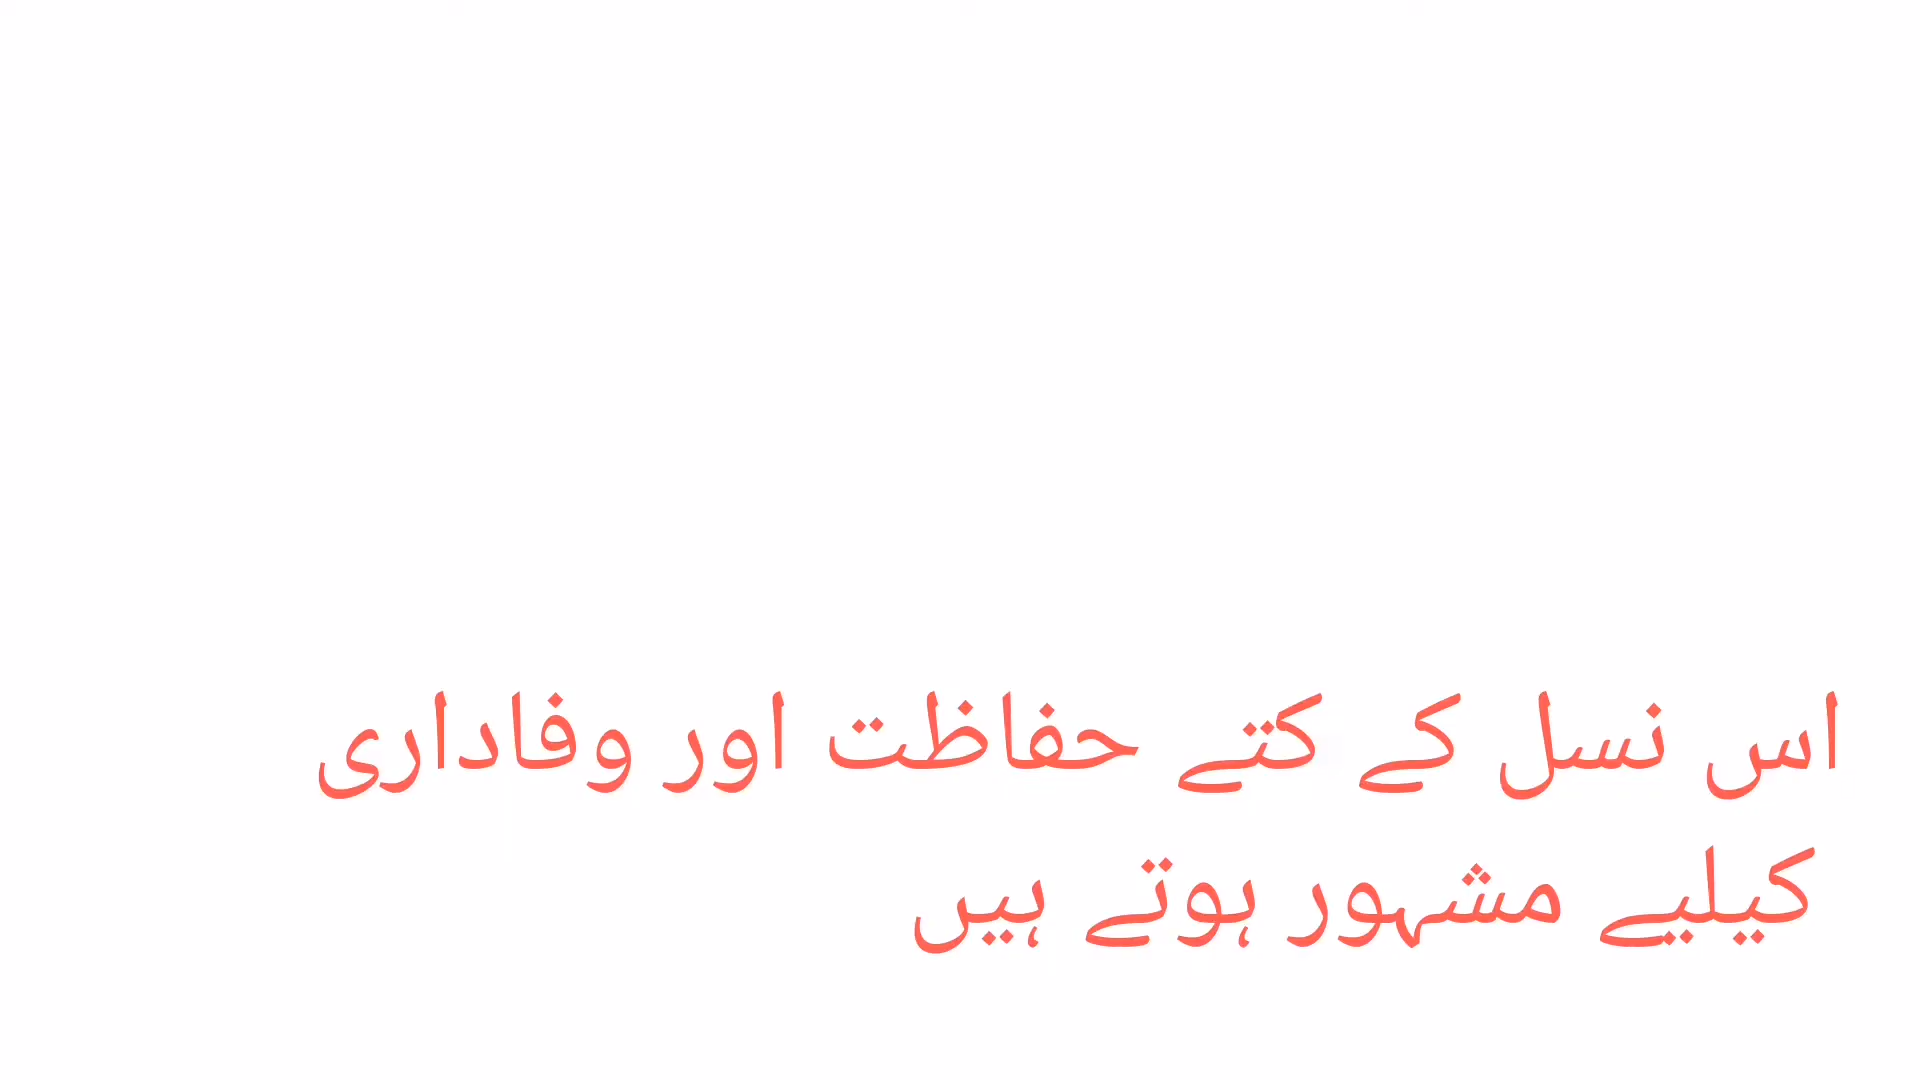 اس نسل کے کتے حفاظت اور وفاداری
کیلیے مشہور ہوتے ہیں